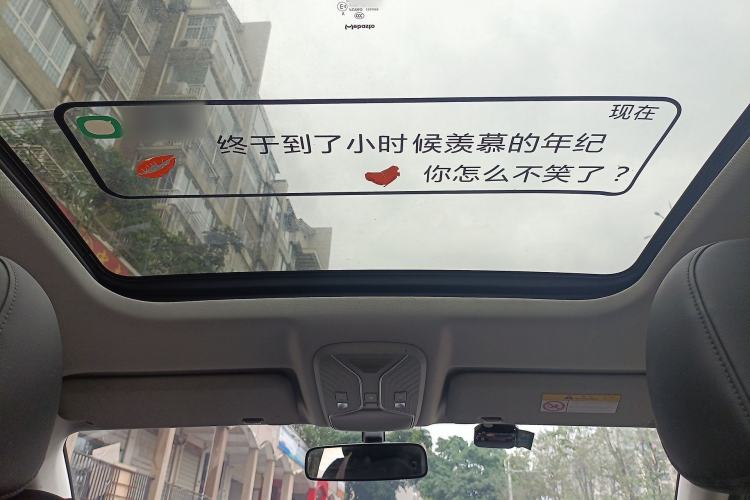 现在
终于到了小时候羡慕的年纪
你怎么不笑了？